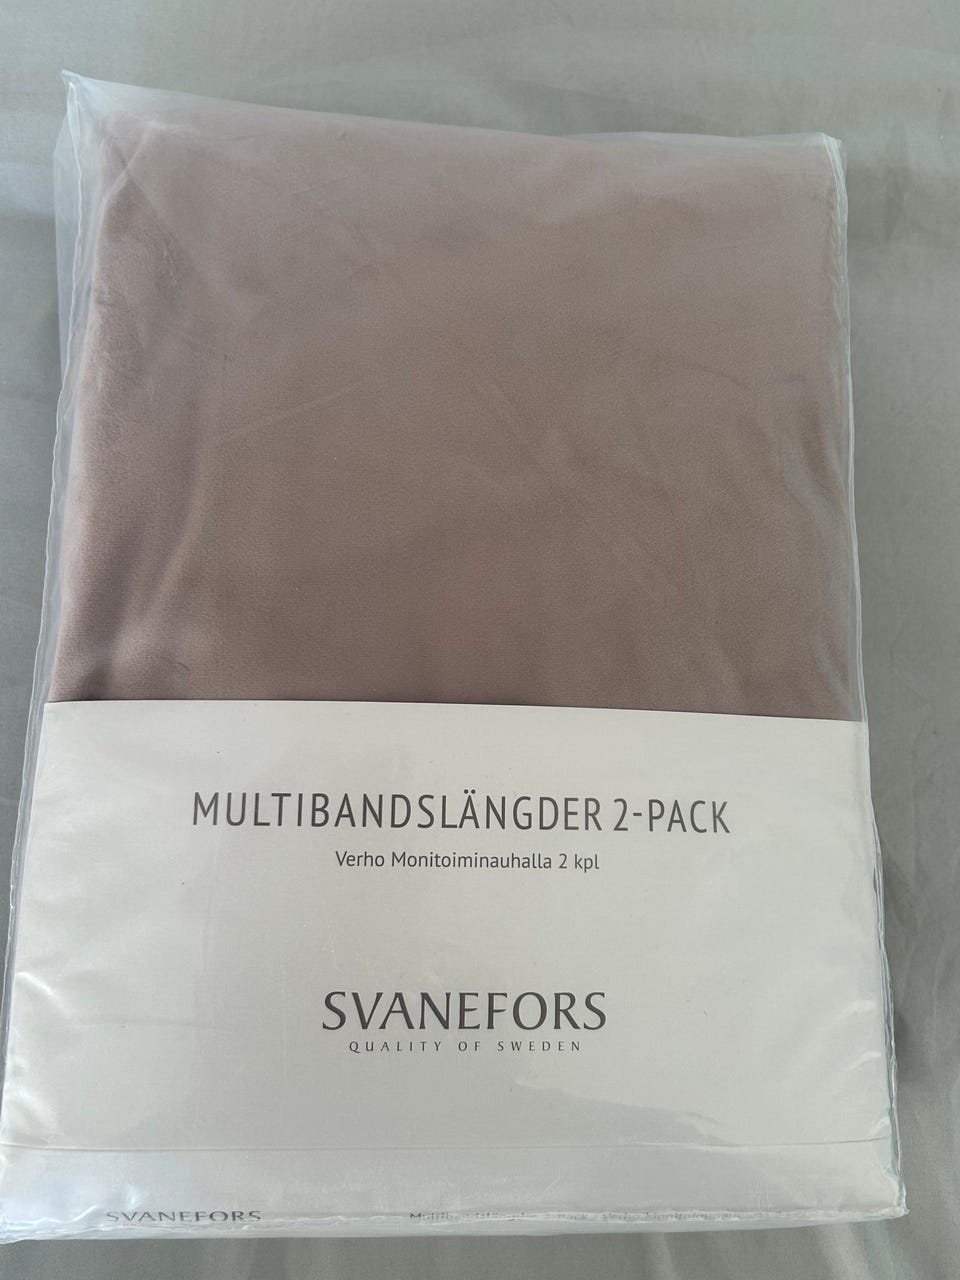 MULTIBANDSLÄNGDER 2-PACK
Verho Monitoiminauhalla 2 kpl
SVANEFORS
QUALITY OF SWEDEN
SVANEFORS